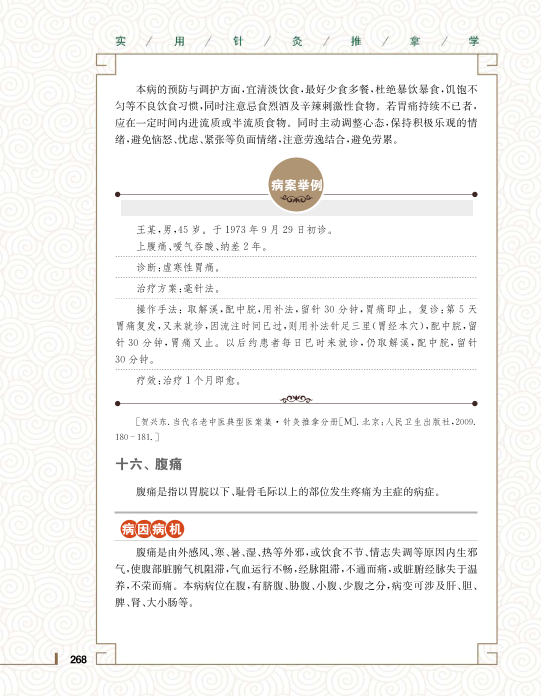 实 / 用 / 针 / 灸 / 推 / 拿 / 学
本病的预防与调护方面,宜清淡饮食,最好少食多餐,杜绝暴饮暴食,饥饱不
匀等不良饮食习惯,同时注意忌食烈酒及辛辣刺激性食物。若胃痛持续不已者,
应在一定时间内进流质或半流质食物。同时主动调整心态,保持积极乐观的情
绪,避免恼怒、忧虑、紧张等负面情绪,注意劳逸结合,避免劳累。
病案举例
王某,男,45 岁。于 1973 年 9 月 29 日初诊。
上腹痛、嗳气吞酸、纳差 2 年。
诊断:虚寒性胃痛。
治疗方案:毫针法。
操作手法: 取解溪,配中脘,用补法,留针 30 分钟,胃痛即止。复诊:第 5 天
胃痛复发,又来就诊,因流注时间已过,则用补法针足三里(胃经本穴),配中脘,留
针 30 分钟,胃痛又止。以后约患者每日巳时来就诊,仍取解溪,配中脘,留针
30 分钟。
疗效:治疗 1 个月即愈。
[贺兴东. 当代名老中医典型医案集·针灸推拿分册[M]. 北京:人民卫生出版社,2009.
180－181. ]
十六、腹痛
腹痛是指以胃脘以下、耻骨毛际以上的部位发生疼痛为主症的病症。
病因病机
腹痛是由外感风、寒、暑、湿、热等外邪,或饮食不节、情志失调等原因内生邪
气,使腹部脏腑气机阻滞,气血运行不畅,经脉阻滞,不通而痛,或脏腑经脉失于温
养,不荣而痛。本病病位在腹,有脐腹、胁腹、小腹、少腹之分,病变可涉及肝、胆、
脾、肾、大小肠等。
268